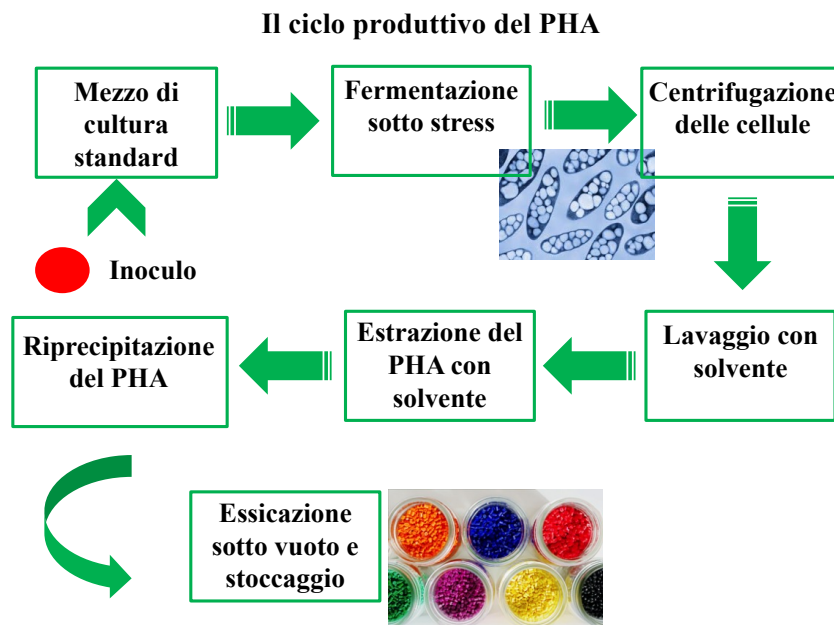 Il ciclo produttivo del PHA
Mezzo di
cultura
standard
Fermentazione
sotto stress
Centrifugazione
delle cellule
Inoculo
Riprecipitazione
del PHA
Estrazione del
PHA con
solvente
Lavaggio con
solvente
Essicazione
sotto vuoto e
stoccaggio